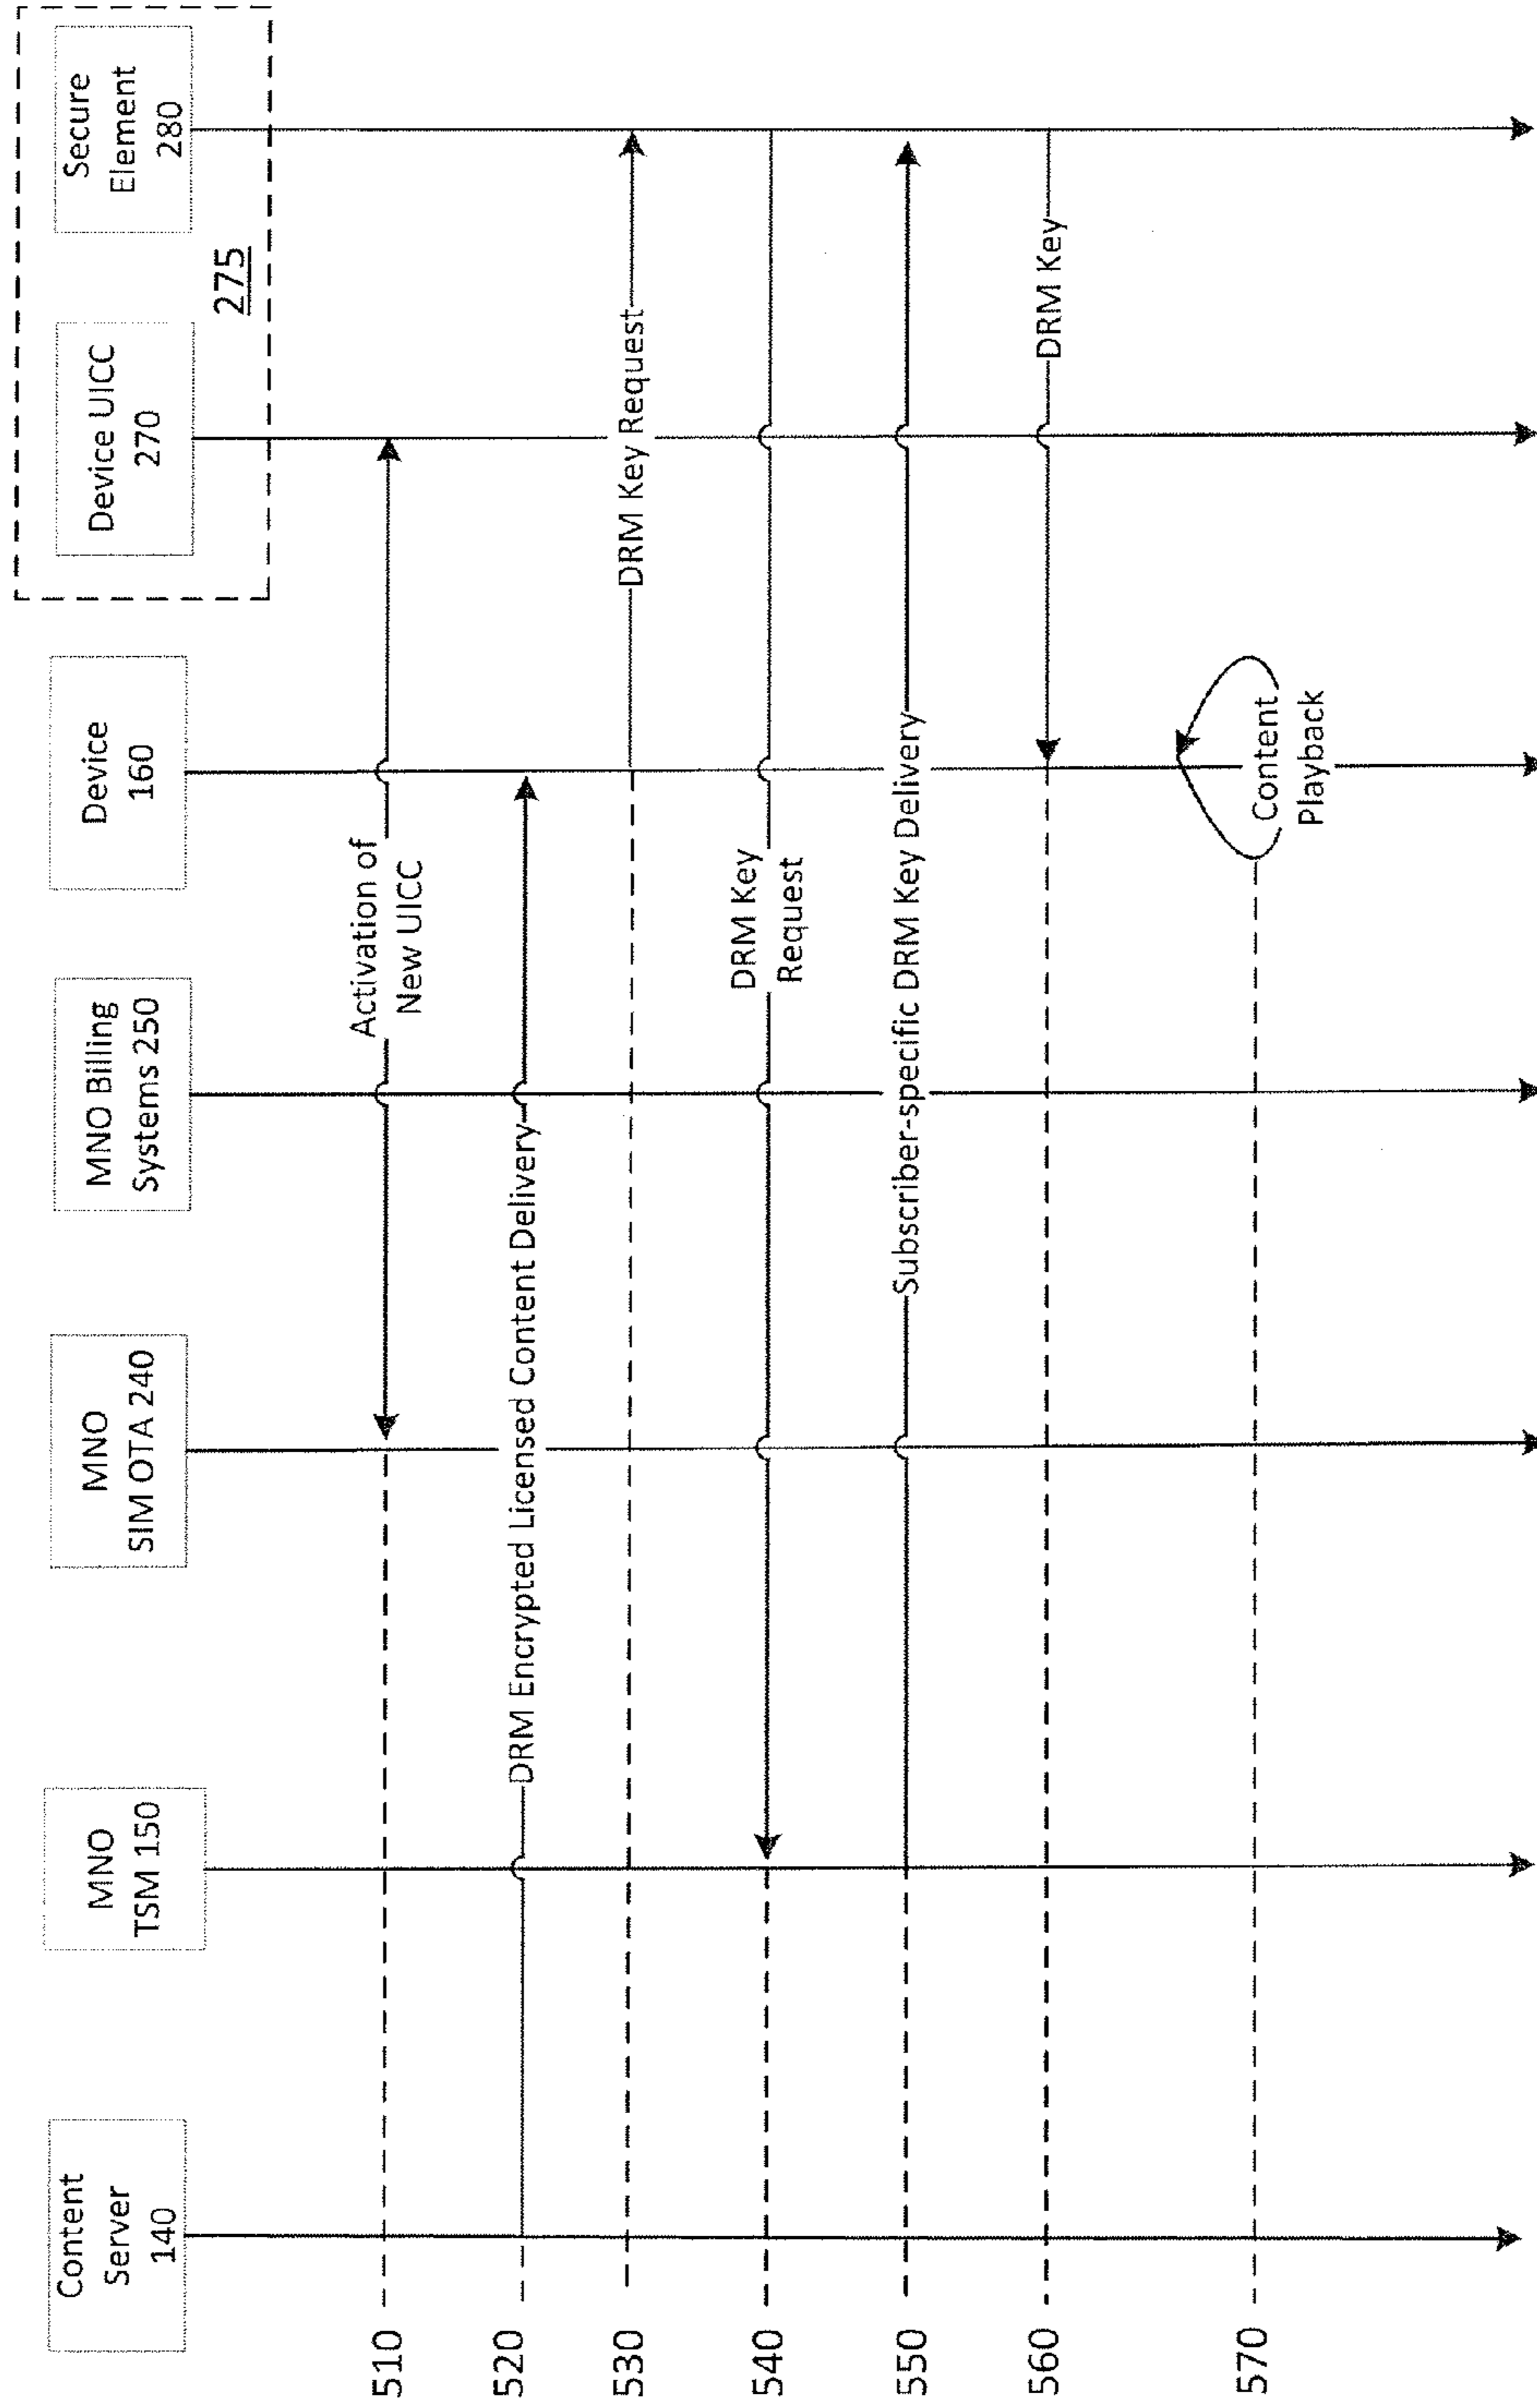 Content
Server
140
MNO
TSM 150
MNO
SIM OTA 240
MNO Billing
Systems 250
Device
160
Device UICC
270
Secure
Element
280
275
510
Activation of
New UICC
520
DRM Encrypted Licensed Content Delivery
530
DRM Key Request
540
DRM Key
Request
550
Subscriber-specific DRM Key Delivery
560
DRM Key
570
Content
Playback